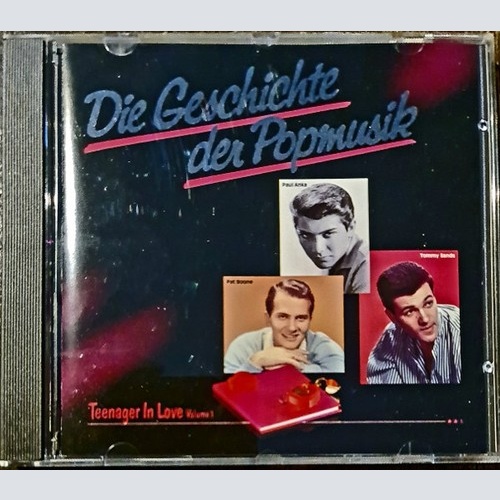 Die Geschichte
der Popmusik
Paul Anka
Tommy Sands
Pat Boone
Teenager In Love Volume 1